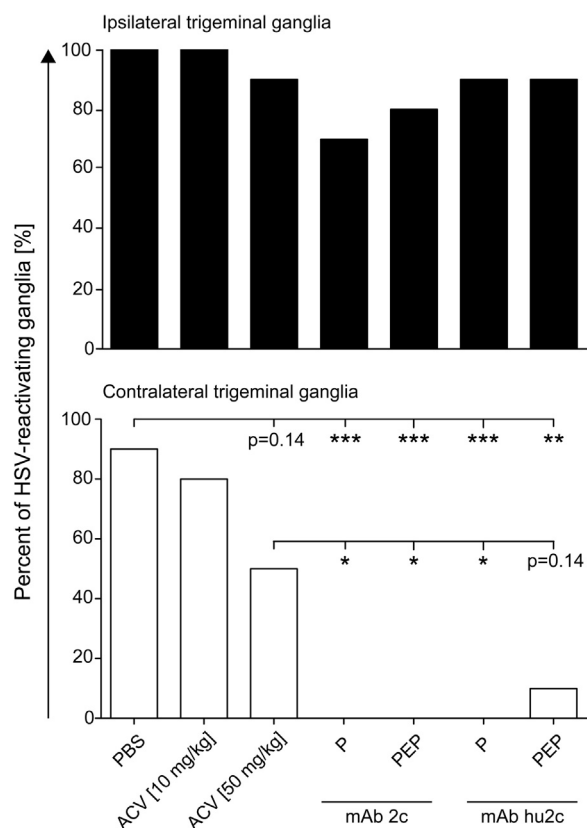 Ipsilateral trigeminal ganglia
100
80
60
40
20
0
Percent of HSV-reactivating ganglia [%]
Contralateral trigeminal ganglia
100
80
60
40
20
0
p=0.14 *** *** *** **
* * * p=0.14
PBS ACV [10 mg/kg] ACV [50 mg/kg] P PEP P PEP
mAb 2c mAb hu2c